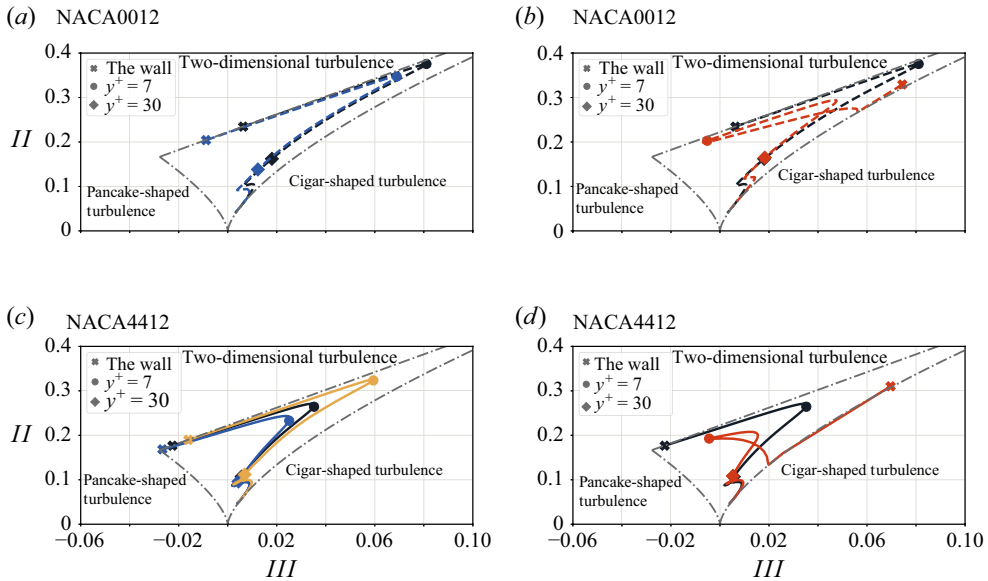 (a) NACA0012
0.4
0.3
0.2
0.1
0
II
The wall
y+ = 7
y+ = 30
Two-dimensional turbulence
Pancake-shaped
turbulence
Cigar-shaped turbulence
(b) NACA0012
0.4
0.3
0.2
0.1
0
The wall
y+ = 7
y+ = 30
Two-dimensional turbulence
Pancake-shaped
turbulence
Cigar-shaped turbulence
(c) NACA4412
0.4
0.3
0.2
0.1
0
II
The wall
y+ = 7
y+ = 30
Two-dimensional turbulence
Pancake-shaped
turbulence
Cigar-shaped turbulence
−0.06 −0.02 0.02 0.06 0.10
III
(d) NACA4412
0.4
0.3
0.2
0.1
0
The wall
y+ = 7
y+ = 30
Two-dimensional turbulence
Pancake-shaped
turbulence
Cigar-shaped turbulence
−0.06 −0.02 0.02 0.06 0.10
III